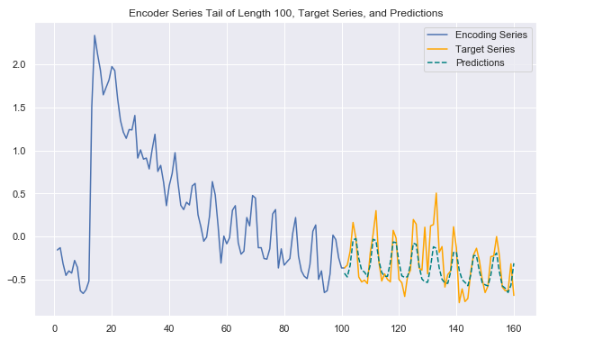 Encoder Series Tail of Length 100, Target Series, and Predictions
Encoding Series
Target Series
Predictions
2.0
1.5
1.0
0.5
0.0
−0.5
0 20 40 60 80 100 120 140 160